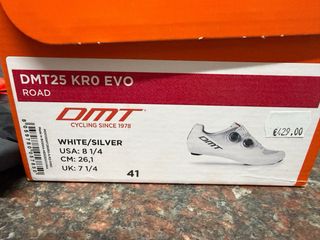 DMT25 KR0 EVO
ROAD
DMT
CYCLING SINCE 1978
WHITE/SILVER
USA: 8 1/4
CM: 26,1
UK: 7 1/4
41
€429,00